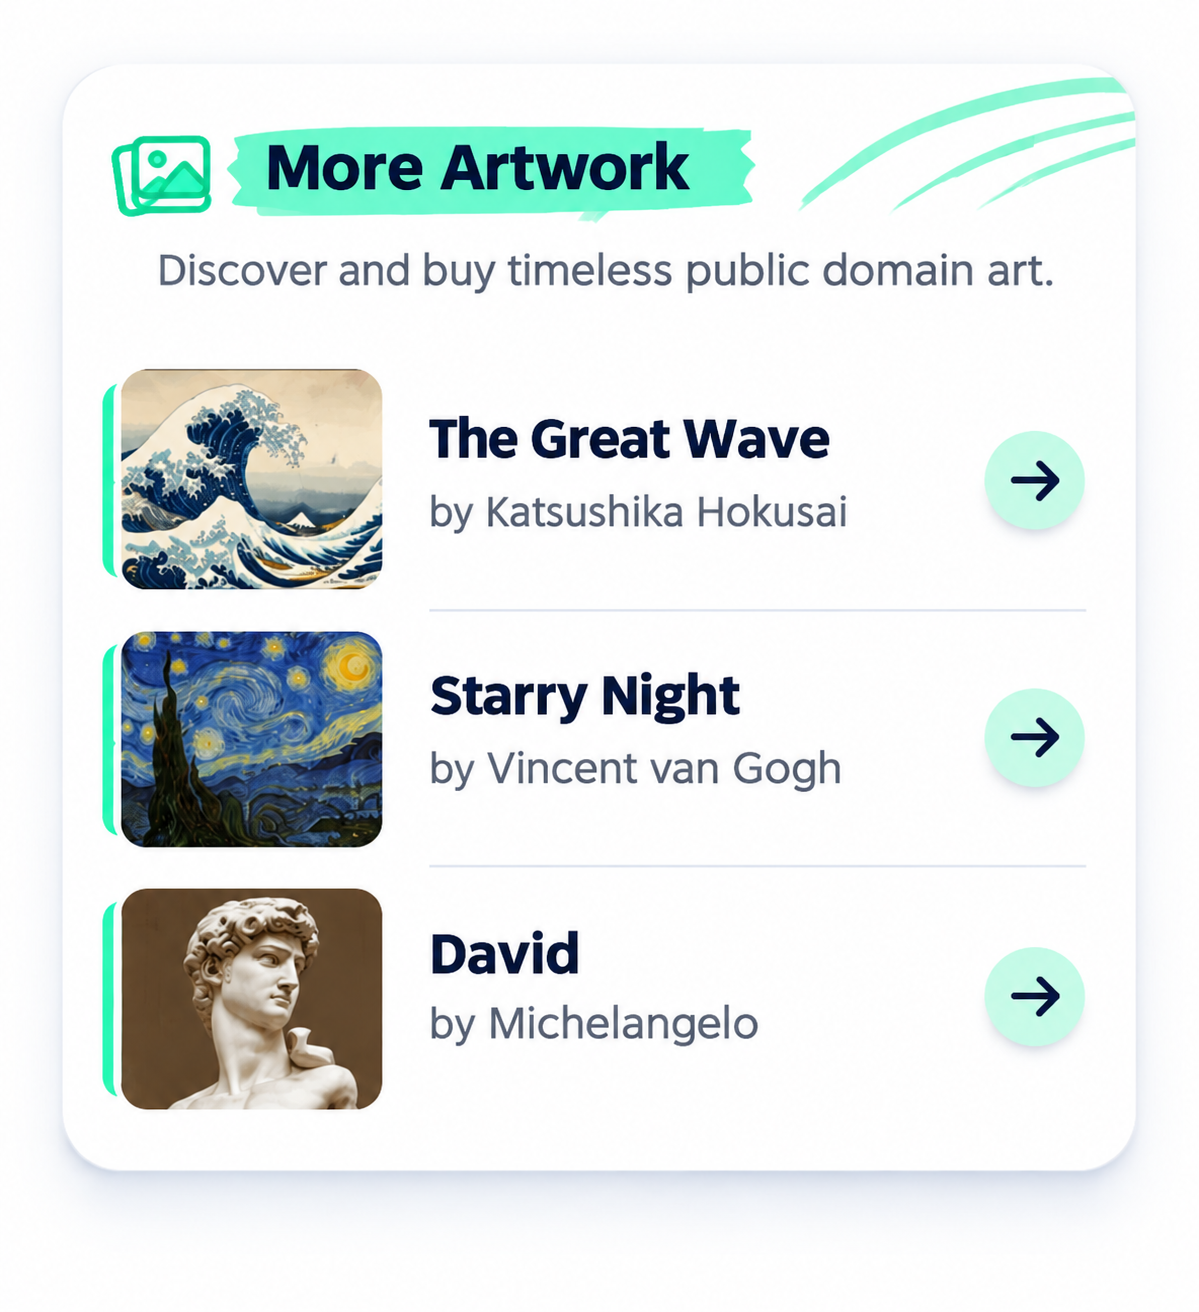 More Artwork
Discover and buy timeless public domain art.
The Great Wave
by Katsushika Hokusai
Starry Night
by Vincent van Gogh
David
by Michelangelo